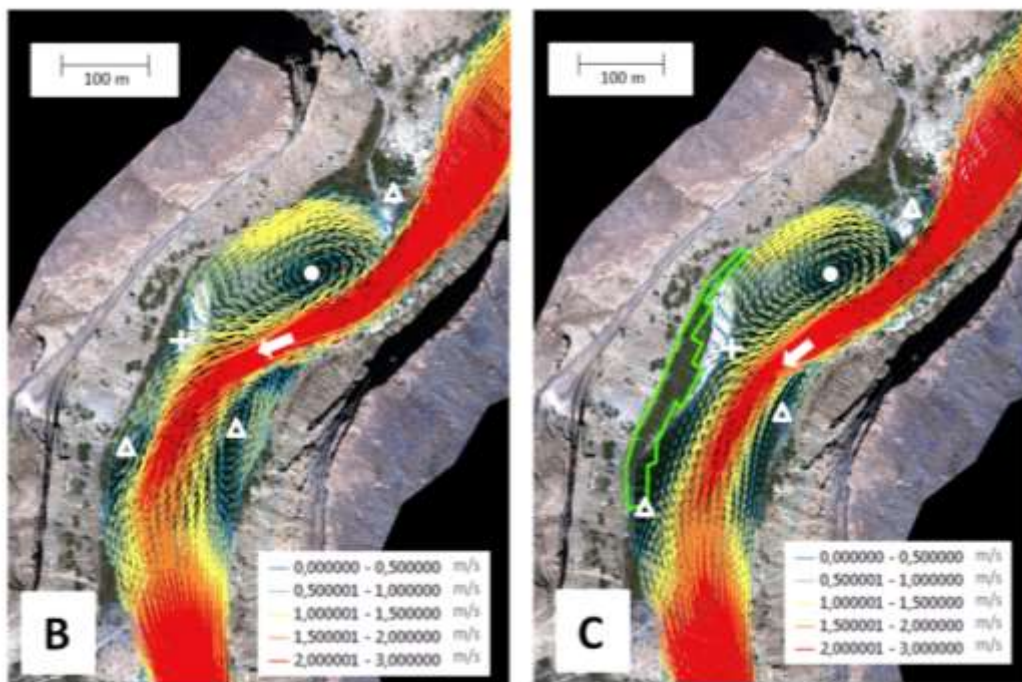 100 m
0,000000 - 0,500000 m/s
0,500001 - 1,000000 m/s
1,000001 - 1,500000 m/s
1,500001 - 2,000000 m/s
2,000001 - 3,000000 m/s
B
100 m
0,000000 - 0,500000 m/s
0,500001 - 1,000000 m/s
1,000001 - 1,500000 m/s
1,500001 - 2,000000 m/s
2,000001 - 3,000000 m/s
C